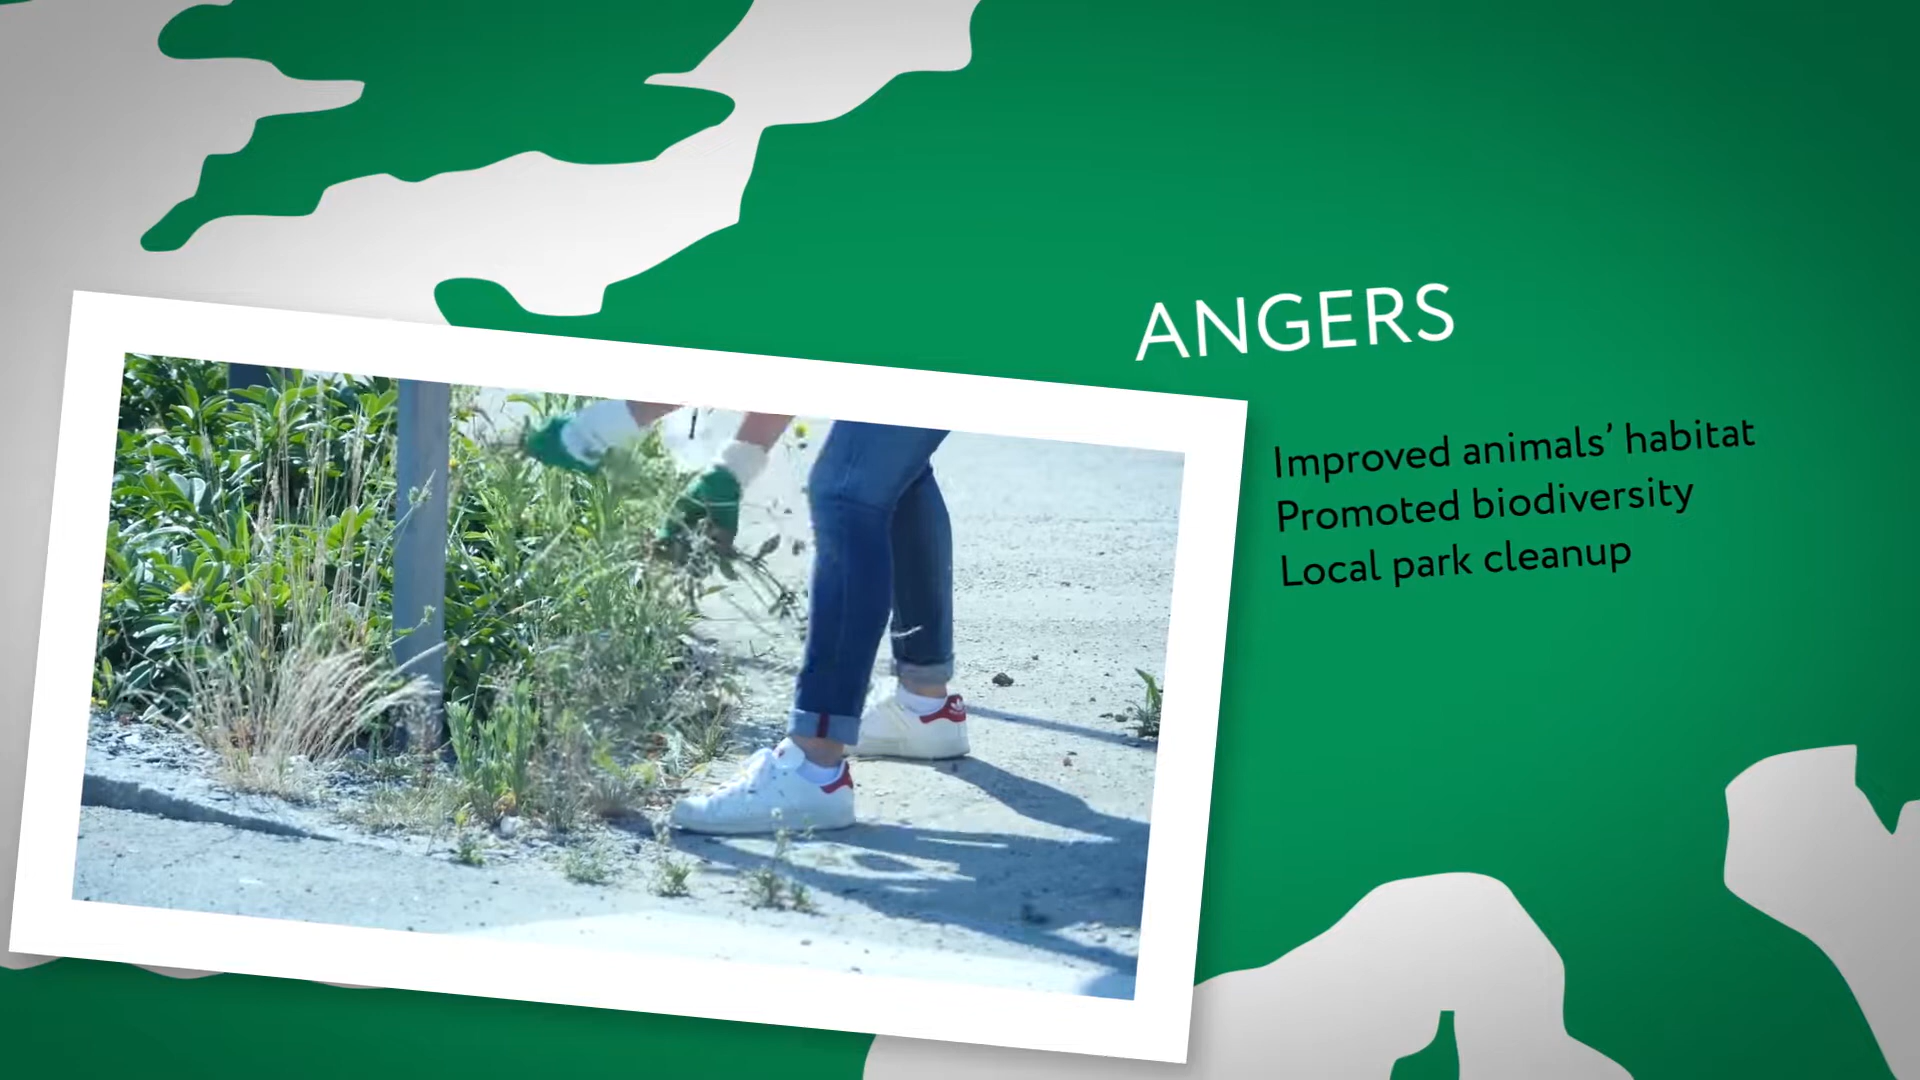 ANGERS
Improved animals’ habitat
Promoted biodiversity
Local park cleanup